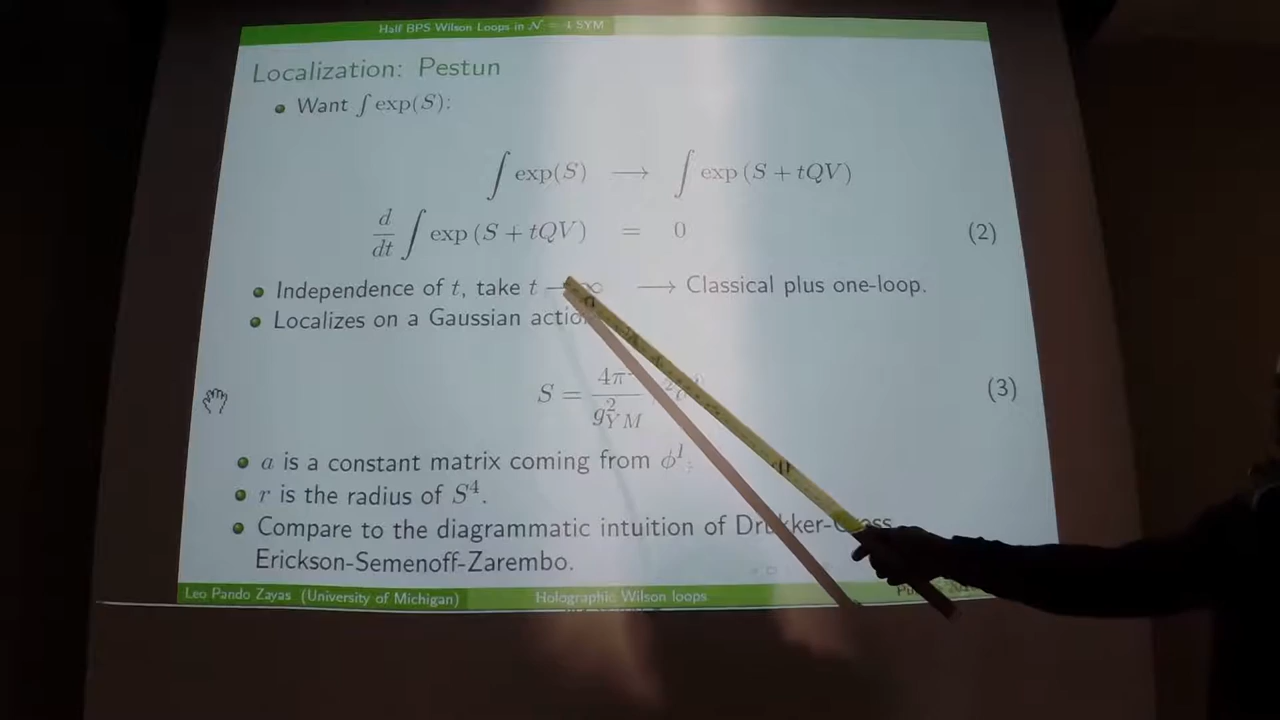 Half BPS Wilson Loops in 𝒩 = 4 SYM
Localization: Pestun
Want ∫ exp(S):
∫ exp(S) → ∫ exp (S + tQV)
d/dt ∫ exp (S + tQV) = 0 (2)
Independence of t, take t → ∞ → Classical plus one-loop.
Localizes on a Gaussian action
S = 4π / g²_YM (3)
a is a constant matrix coming from ϕ
r is the radius of S⁴.
Compare to the diagrammatic intuition of Drukker-Gross
Erickson-Semenoff-Zarembo.
Leo Pando Zayas (University of Michigan) Holographic Wilson loops